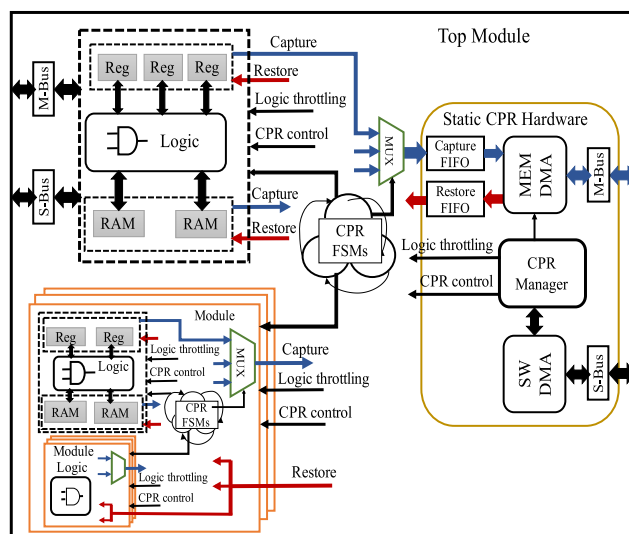 Top Module
M-Bus
S-Bus
Reg
Reg
Reg
Capture
Restore
Logic throttling
CPR control
Logic
RAM
RAM
Capture
Restore
MUX
CPR
FSMs
Static CPR Hardware
Capture
FIFO
Restore
FIFO
MEM
DMA
M-Bus
Logic throttling
CPR control
CPR
Manager
SW
DMA
S-Bus
Module
Reg
Reg
Logic
RAM
RAM
Logic throttling
CPR control
MUX
CPR
FSMs
Capture
Logic throttling
CPR control
Restore
Module
Logic
Logic throttling
CPR control